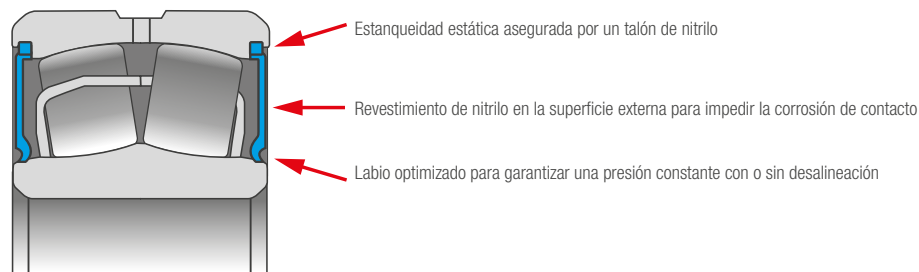 Estanqueidad estática asegurada por un talón de nitrilo
Revestimiento de nitrilo en la superficie externa para impedir la corrosión de contacto
Labio optimizado para garantizar una presión constante con o sin desalineación